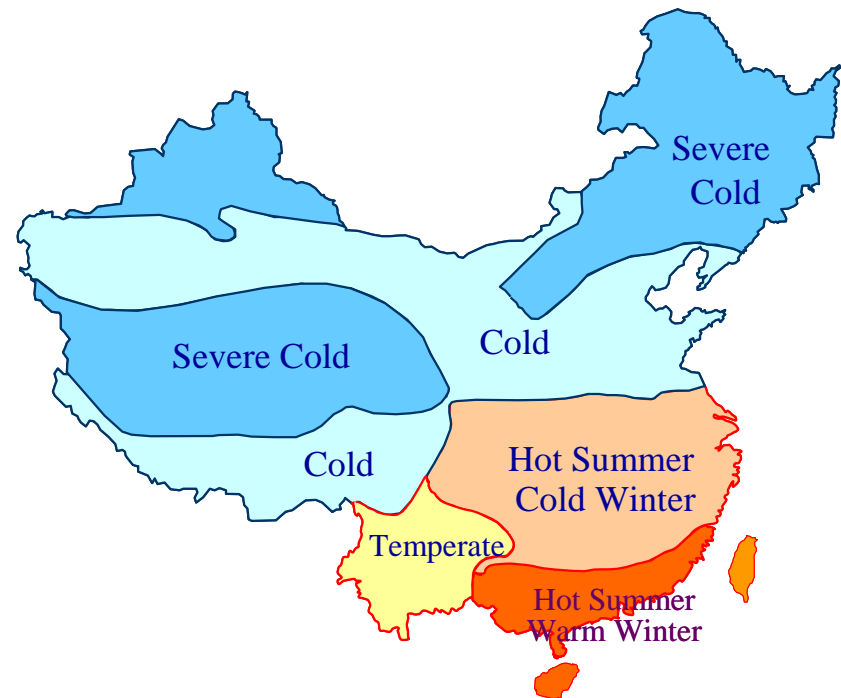 Severe
Cold
Cold
Severe Cold
Cold
Hot Summer
Cold Winter
Temperate
Hot Summer
Warm Winter